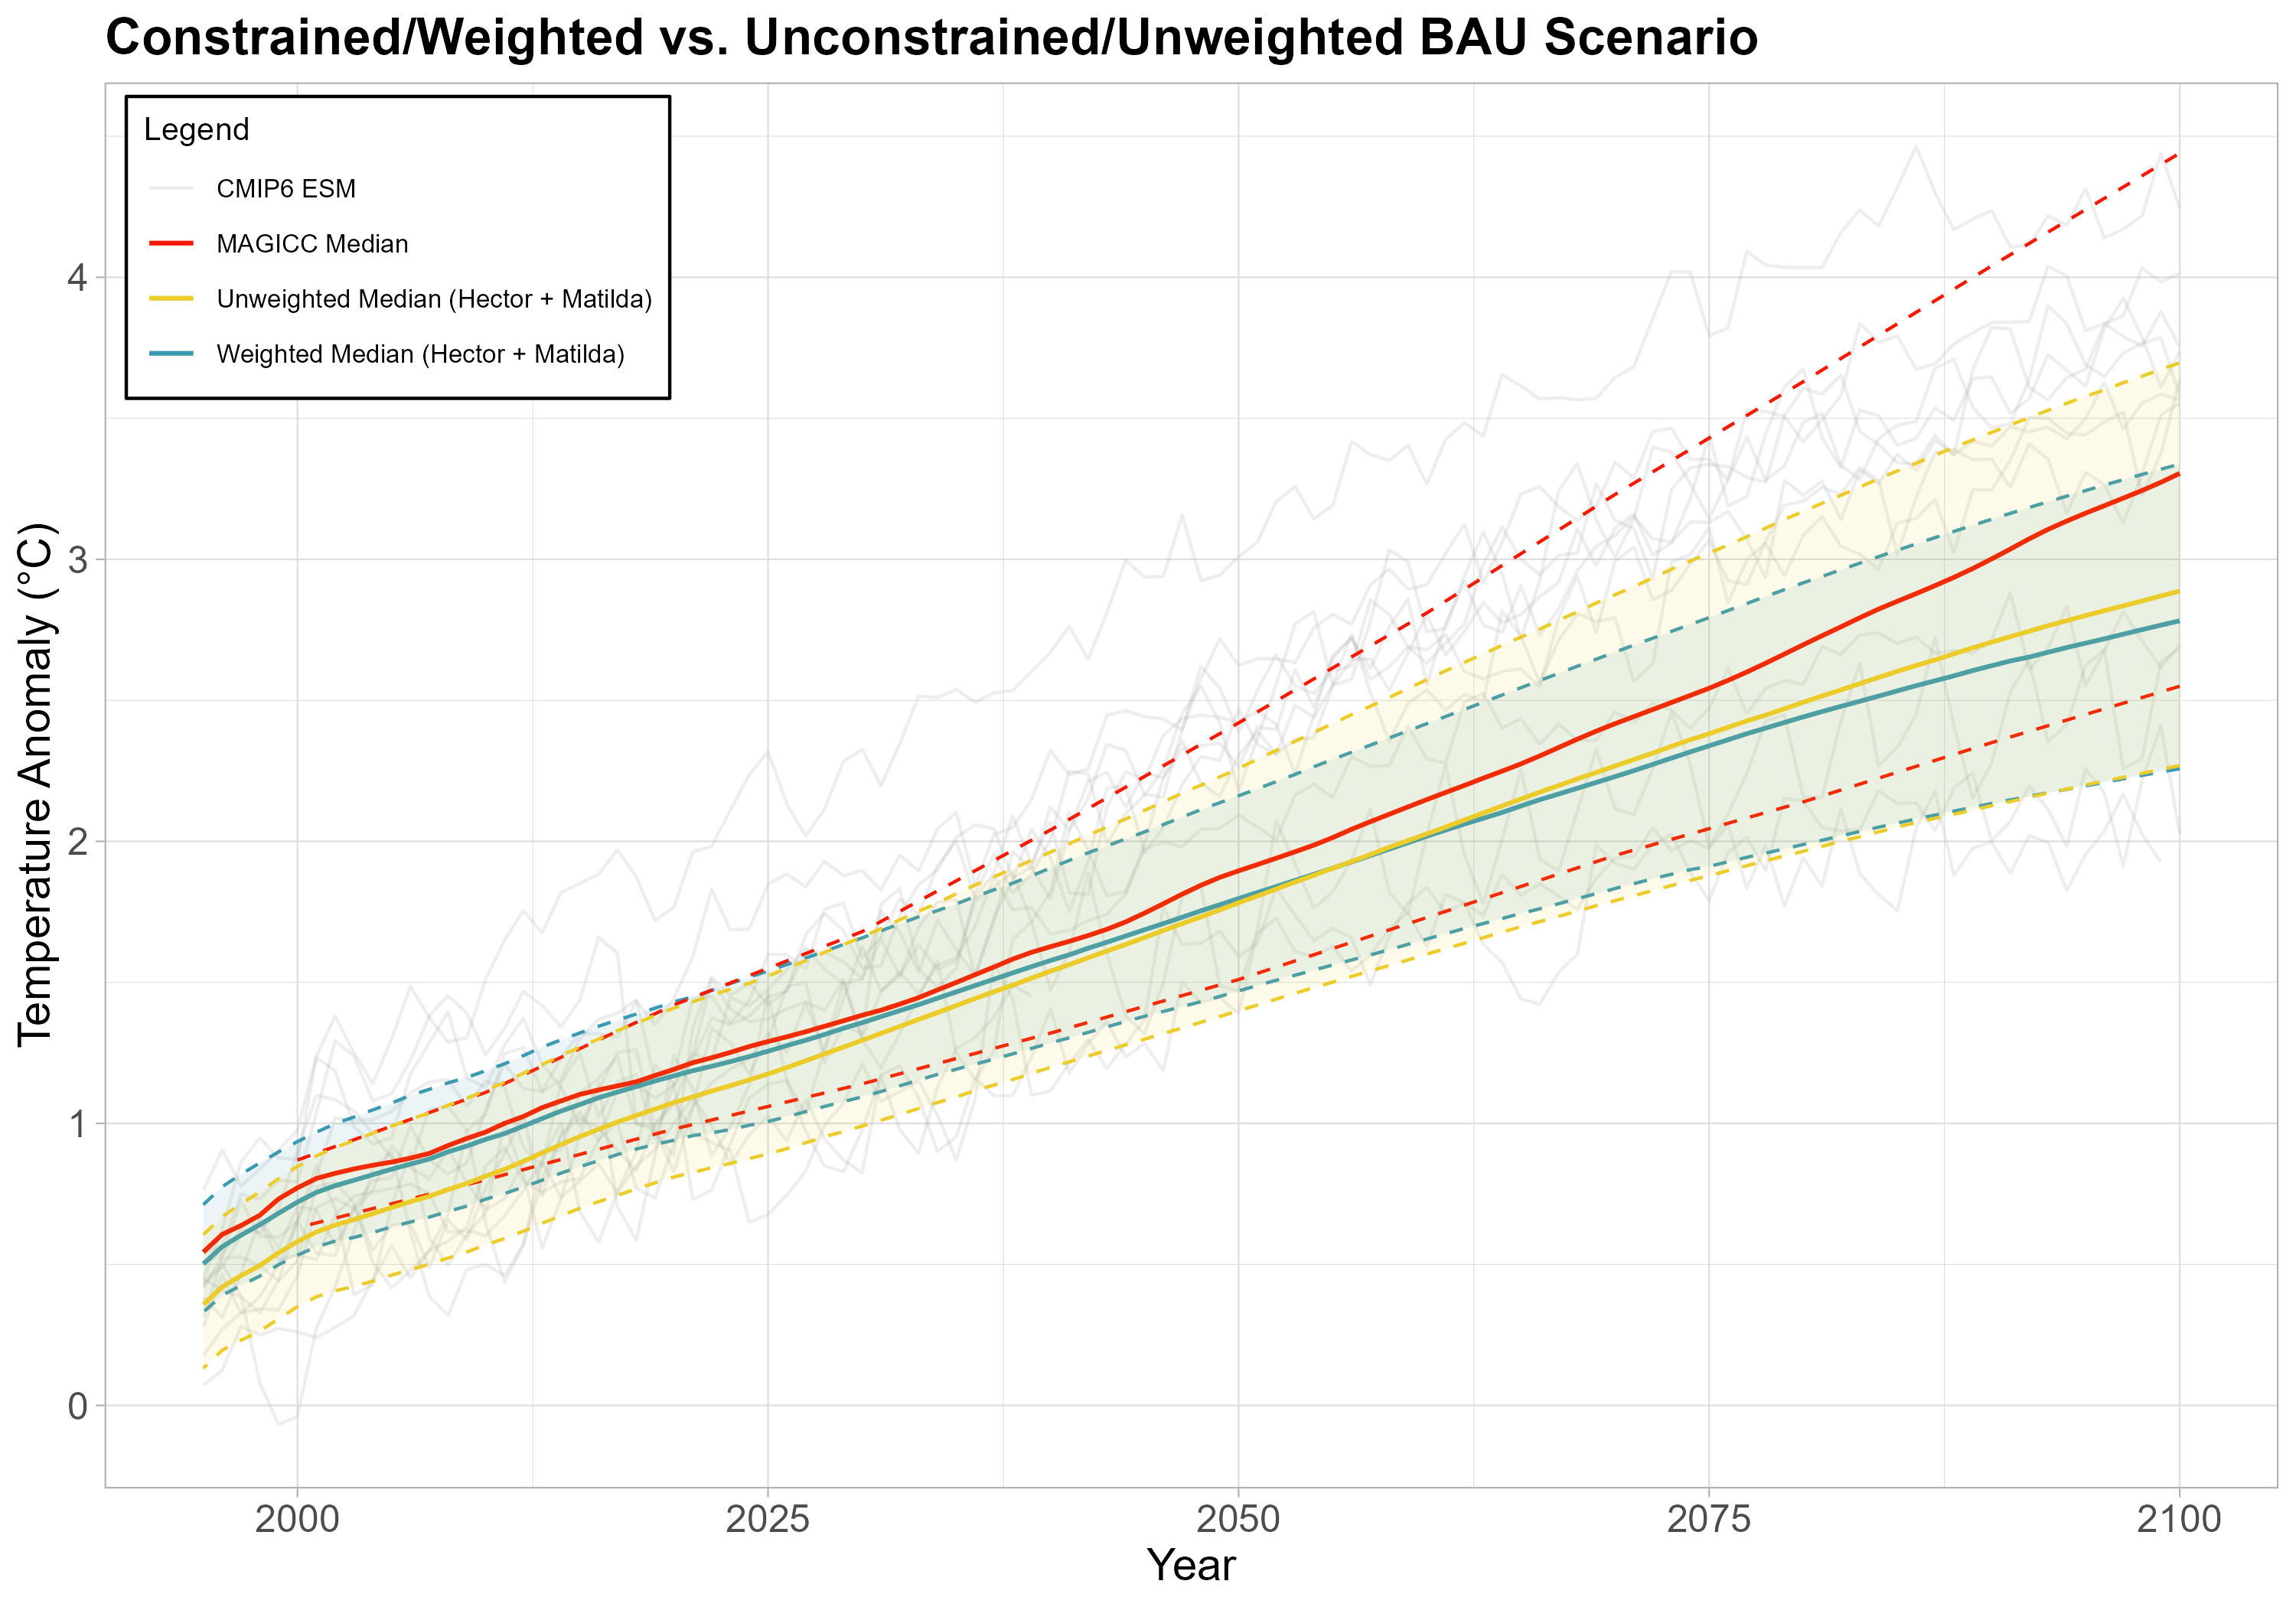 Constrained/Weighted vs. Unconstrained/Unweighted BAU Scenario
Legend
CMIP6 ESM
MAGICC Median
Unweighted Median (Hector + Matilda)
Weighted Median (Hector + Matilda)
Temperature Anomaly (°C)
4
3
2
1
0
2000
2025
2050
2075
2100
Year